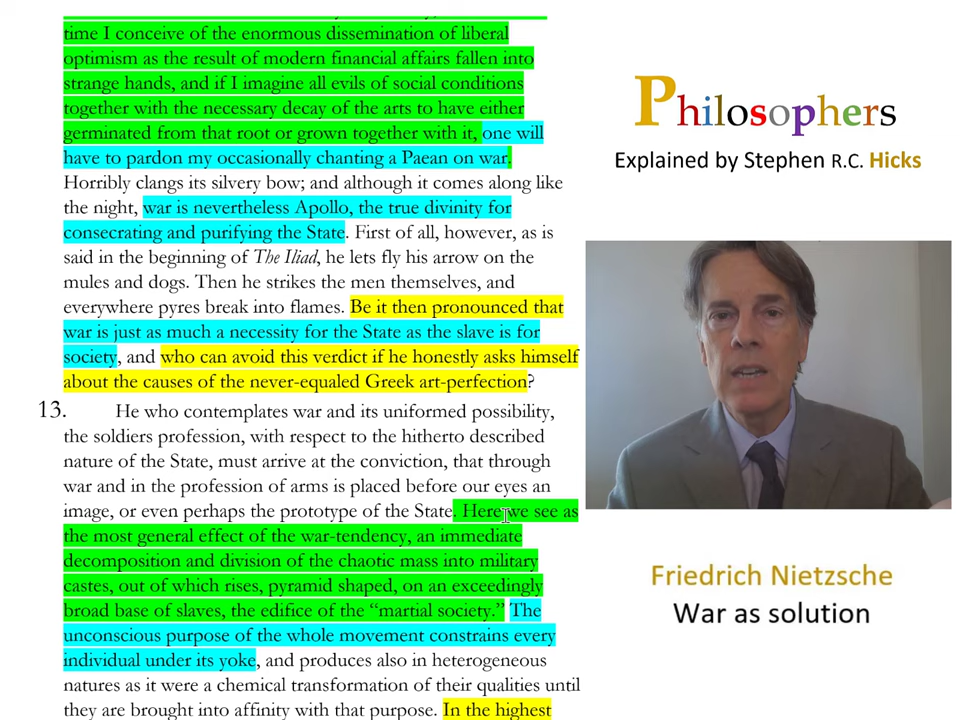 time I conceive of the enormous dissemination of liberal
optimism as the result of modern financial affairs fallen into
strange hands, and if I imagine all evils of social conditions
together with the necessary decay of the arts to have either
germinated from that root or grown together with it, one will
have to pardon my occasionally chanting a Paean on war.
Horribly clangs its silvery bow; and although it comes along like
the night, war is nevertheless Apollo, the true divinity for
consecrating and purifying the State. First of all, however, as is
said in the beginning of The Iliad, he lets fly his arrow on the
mules and dogs. Then he strikes the men themselves, and
everywhere pyres break into flames. Be it then pronounced that
war is just as much a necessity for the State as the slave is for
society, and who can avoid this verdict if he honestly asks himself
about the causes of the never-equaled Greek art-perfection?
13. He who contemplates war and its uniformed possibility,
the soldiers profession, with respect to the hitherto described
nature of the State, must arrive at the conviction, that through
war and in the profession of arms is placed before our eyes an
image, or even perhaps the prototype of the State. Here we see as
the most general effect of the war-tendency, an immediate
decomposition and division of the chaotic mass into military
castes, out of which rises, pyramid shaped, on an exceedingly
broad base of slaves, the edifice of the “martial society.” The
unconscious purpose of the whole movement constrains every
individual under its yoke, and produces also in heterogeneous
natures as it were a chemical transformation of their qualities until
they are brought into affinity with that purpose. In the highest
Philosophers
Explained by Stephen R.C. Hicks
Friedrich Nietzsche
War as solution